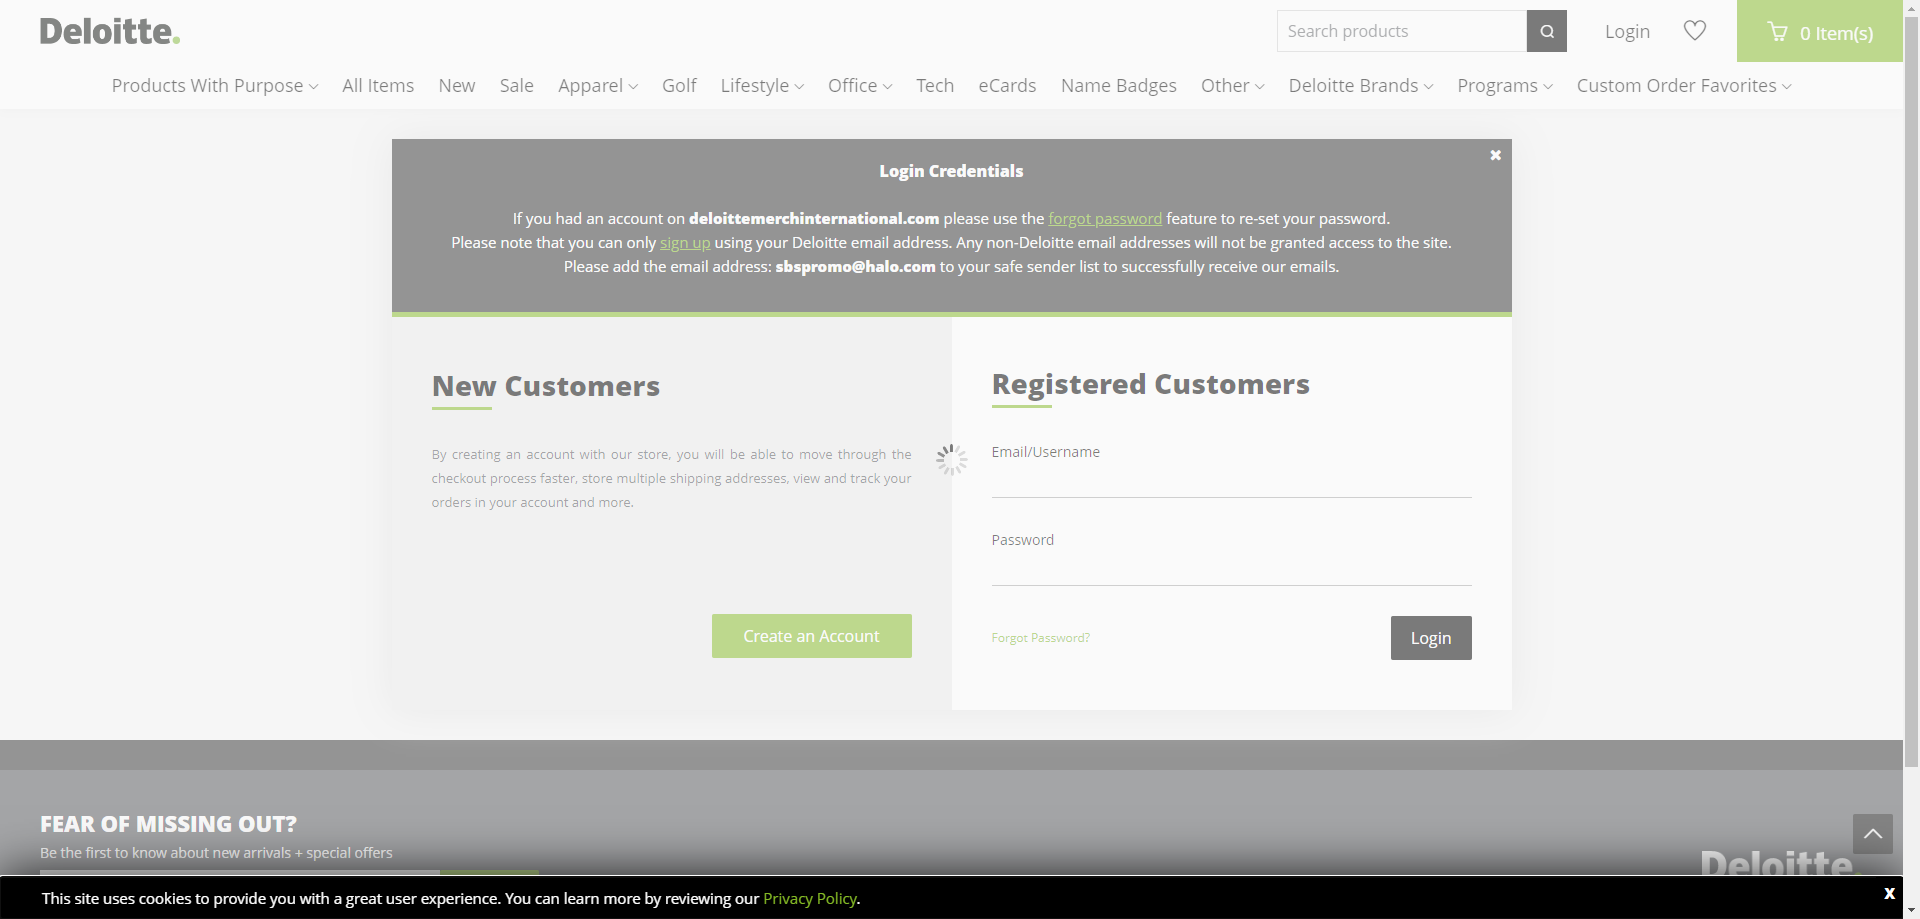 Deloitte.
Search products
Login
0 Item(s)
Products With Purpose All Items New Sale Apparel Golf Lifestyle Office Tech eCards Name Badges Other Deloitte Brands Programs Custom Order Favorites
Login Credentials
If you had an account on deloittemerchinternational.com please use the forgot password feature to re-set your password.
Please note that you can only sign up using your Deloitte email address. Any non-Deloitte email addresses will not be granted access to the site.
Please add the email address: sbspromo@halo.com to your safe sender list to successfully receive our emails.
New Customers
By creating an account with our store, you will be able to move through the
checkout process faster, store multiple shipping addresses, view and track your
orders in your account and more.
Create an Account
Registered Customers
Email/Username
Password
Forgot Password?
Login
FEAR OF MISSING OUT?
Be the first to know about new arrivals + special offers
Deloitte.
This site uses cookies to provide you with a great user experience. You can learn more by reviewing our Privacy Policy.
X